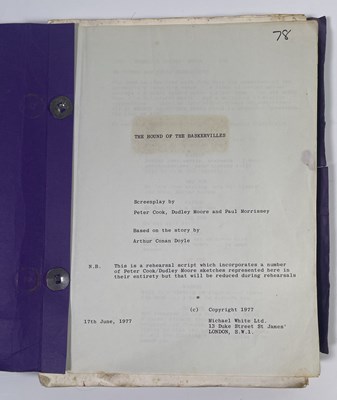 78
THE HOUND OF THE BASKERVILLES
Screenplay by
Peter Cook, Dudley Moore and Paul Morrissey
Based on the story by
Arthur Conan Doyle
N.B. This is a rehearsal script which incorporates a number
of Peter Cook/Dudley Moore sketches represented here in
their entirety but that will be reduced during rehearsals
(c) Copyright 1977
17th June, 1977 Michael White Ltd.
13 Duke Street St James'
LONDON, S.W.1.